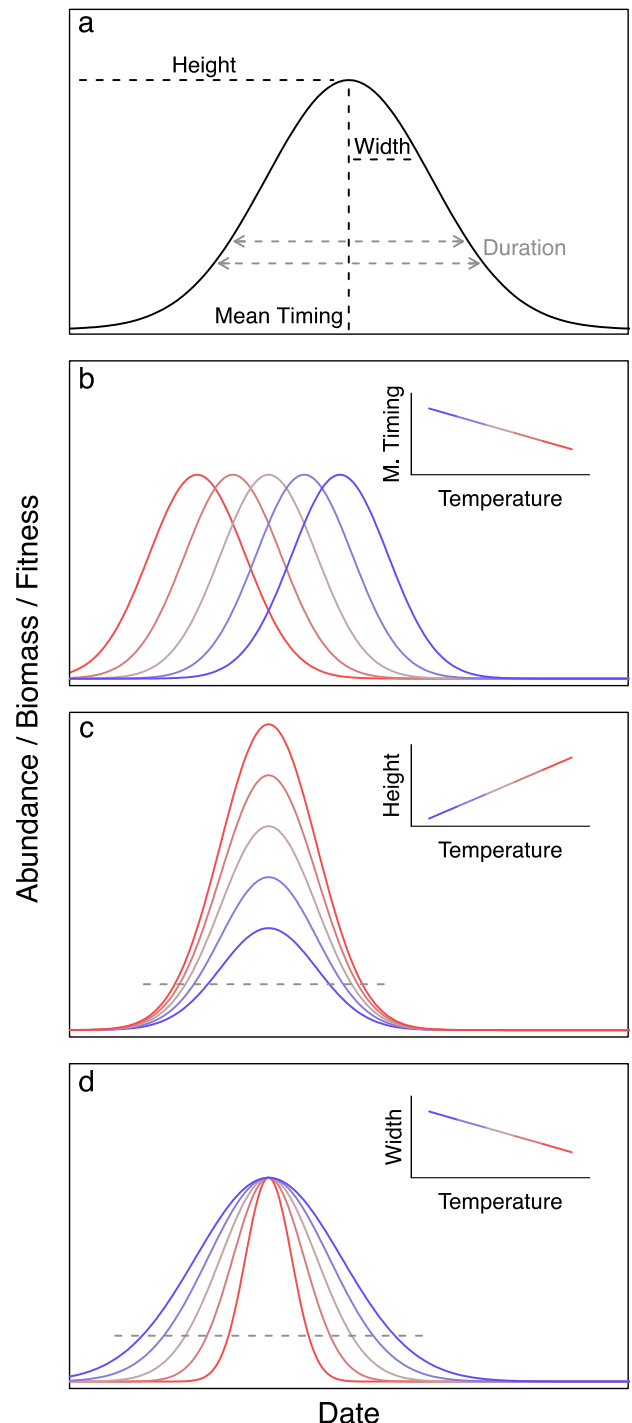 a
Height
Width
Duration
Mean Timing
b
M. Timing
Temperature
Abundance / Biomass / Fitness
c
Height
Temperature
d
Width
Temperature
Date